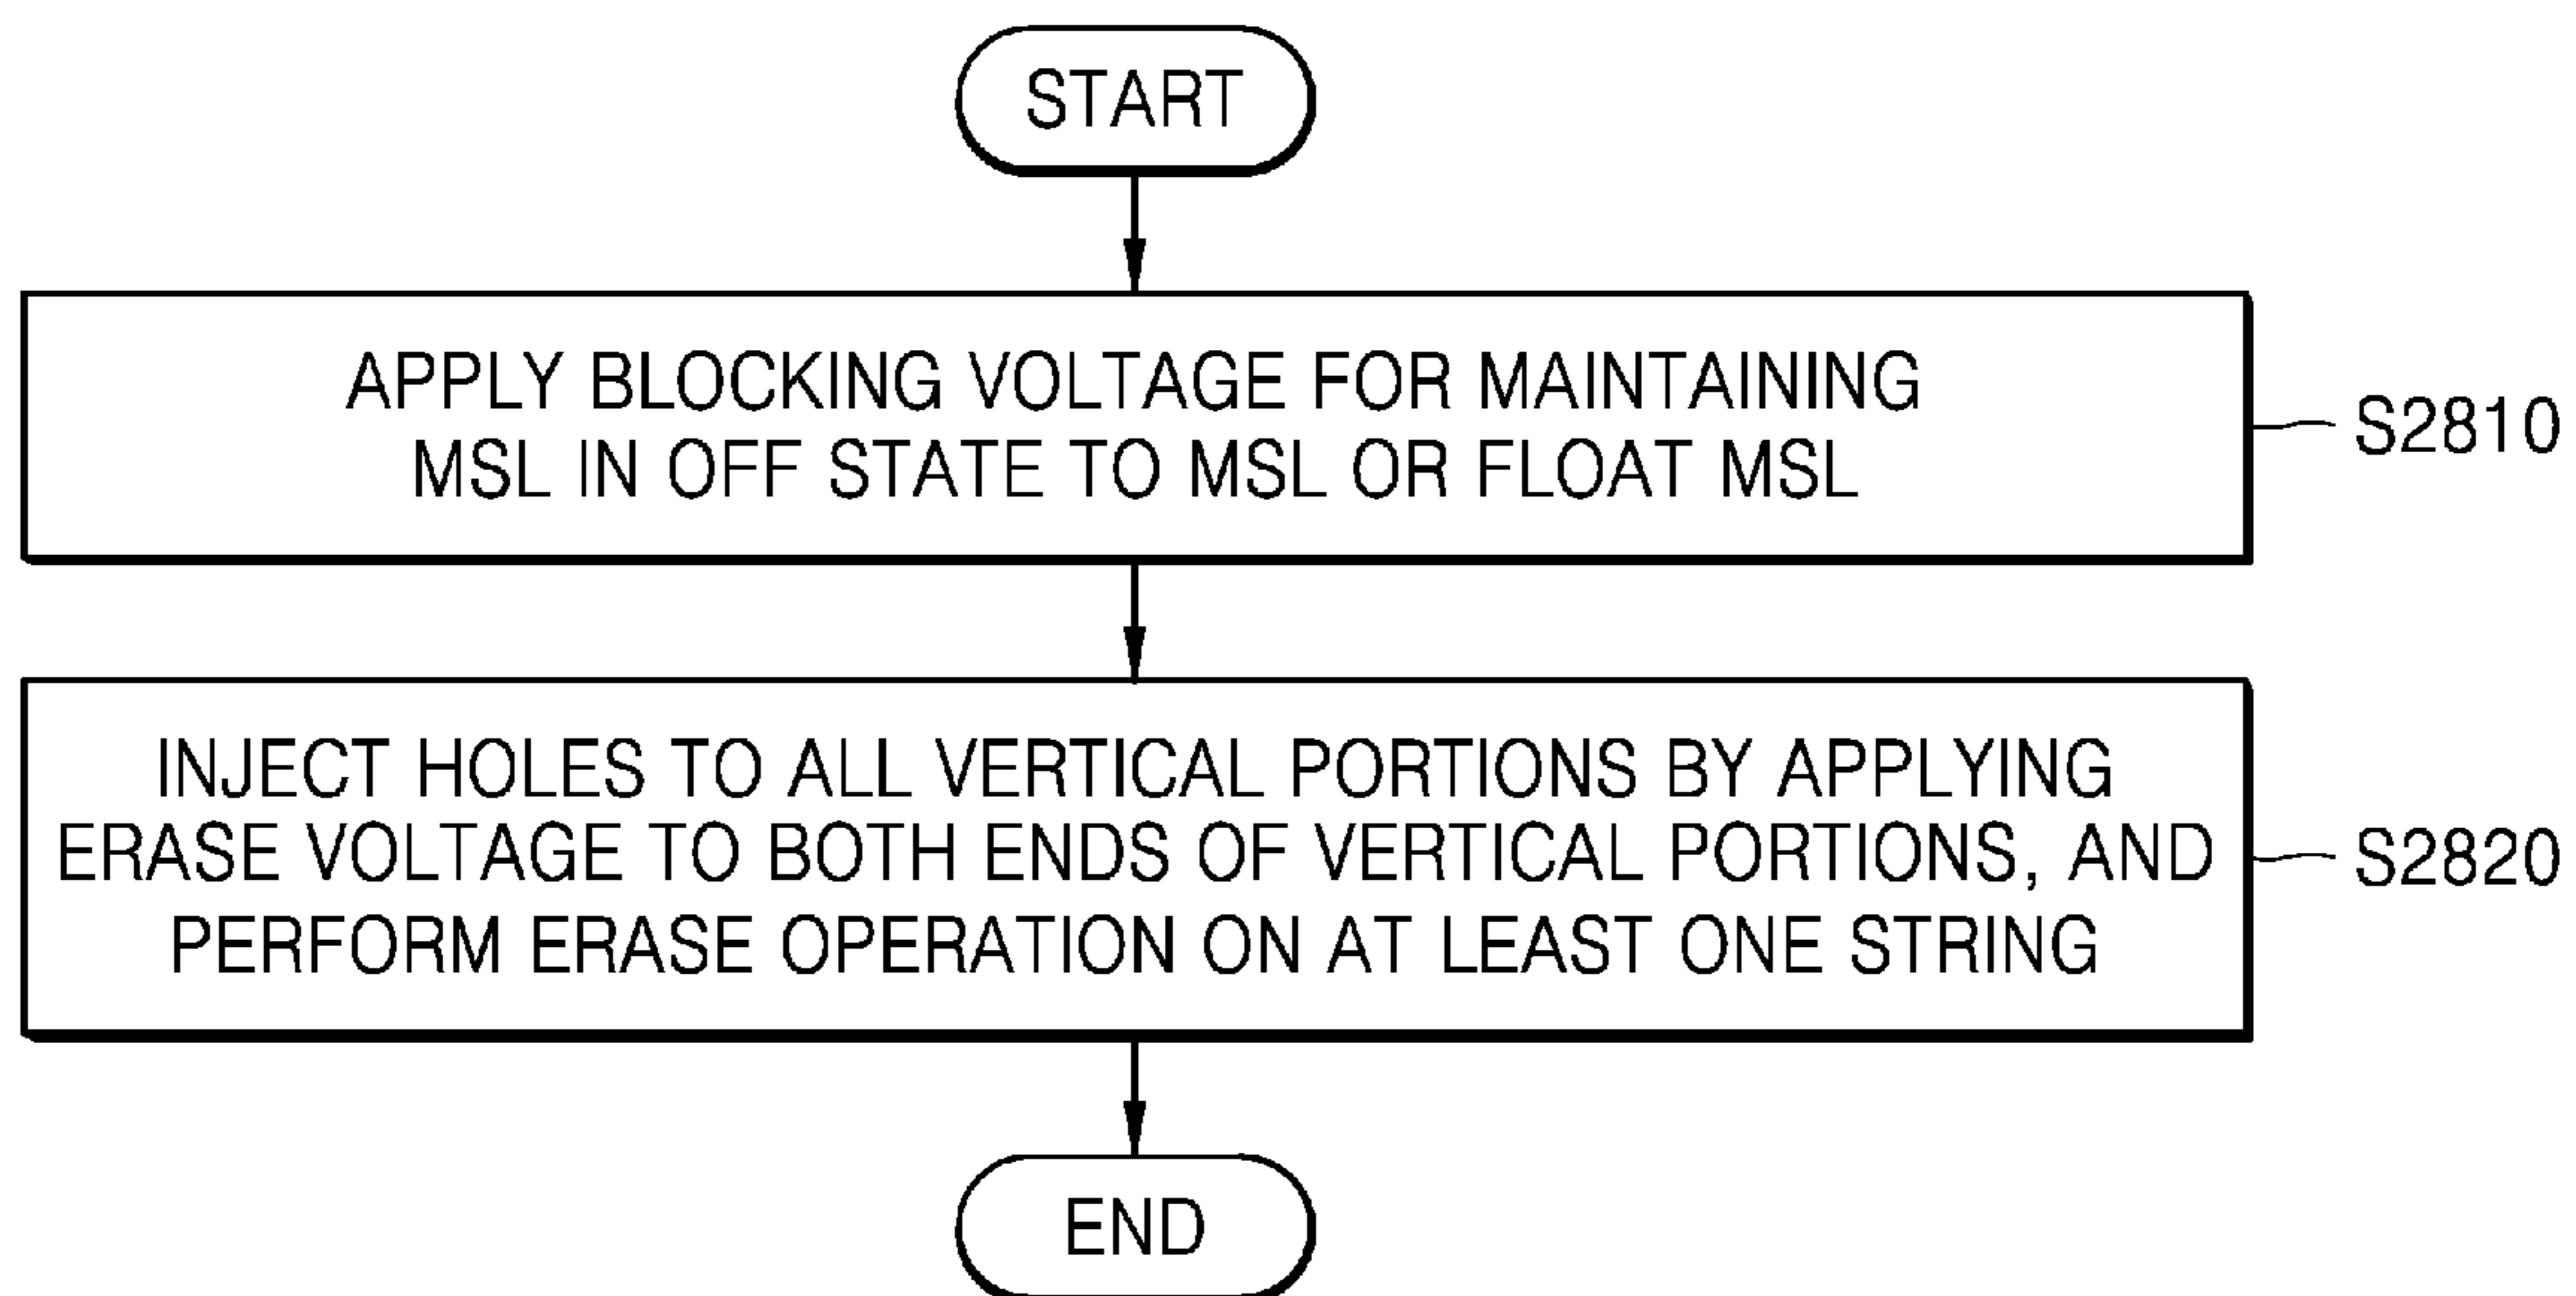 START
APPLY BLOCKING VOLTAGE FOR MAINTAINING
MSL IN OFF STATE TO MSL OR FLOAT MSL
S2810
INJECT HOLES TO ALL VERTICAL PORTIONS BY APPLYING
ERASE VOLTAGE TO BOTH ENDS OF VERTICAL PORTIONS, AND
PERFORM ERASE OPERATION ON AT LEAST ONE STRING
S2820
END